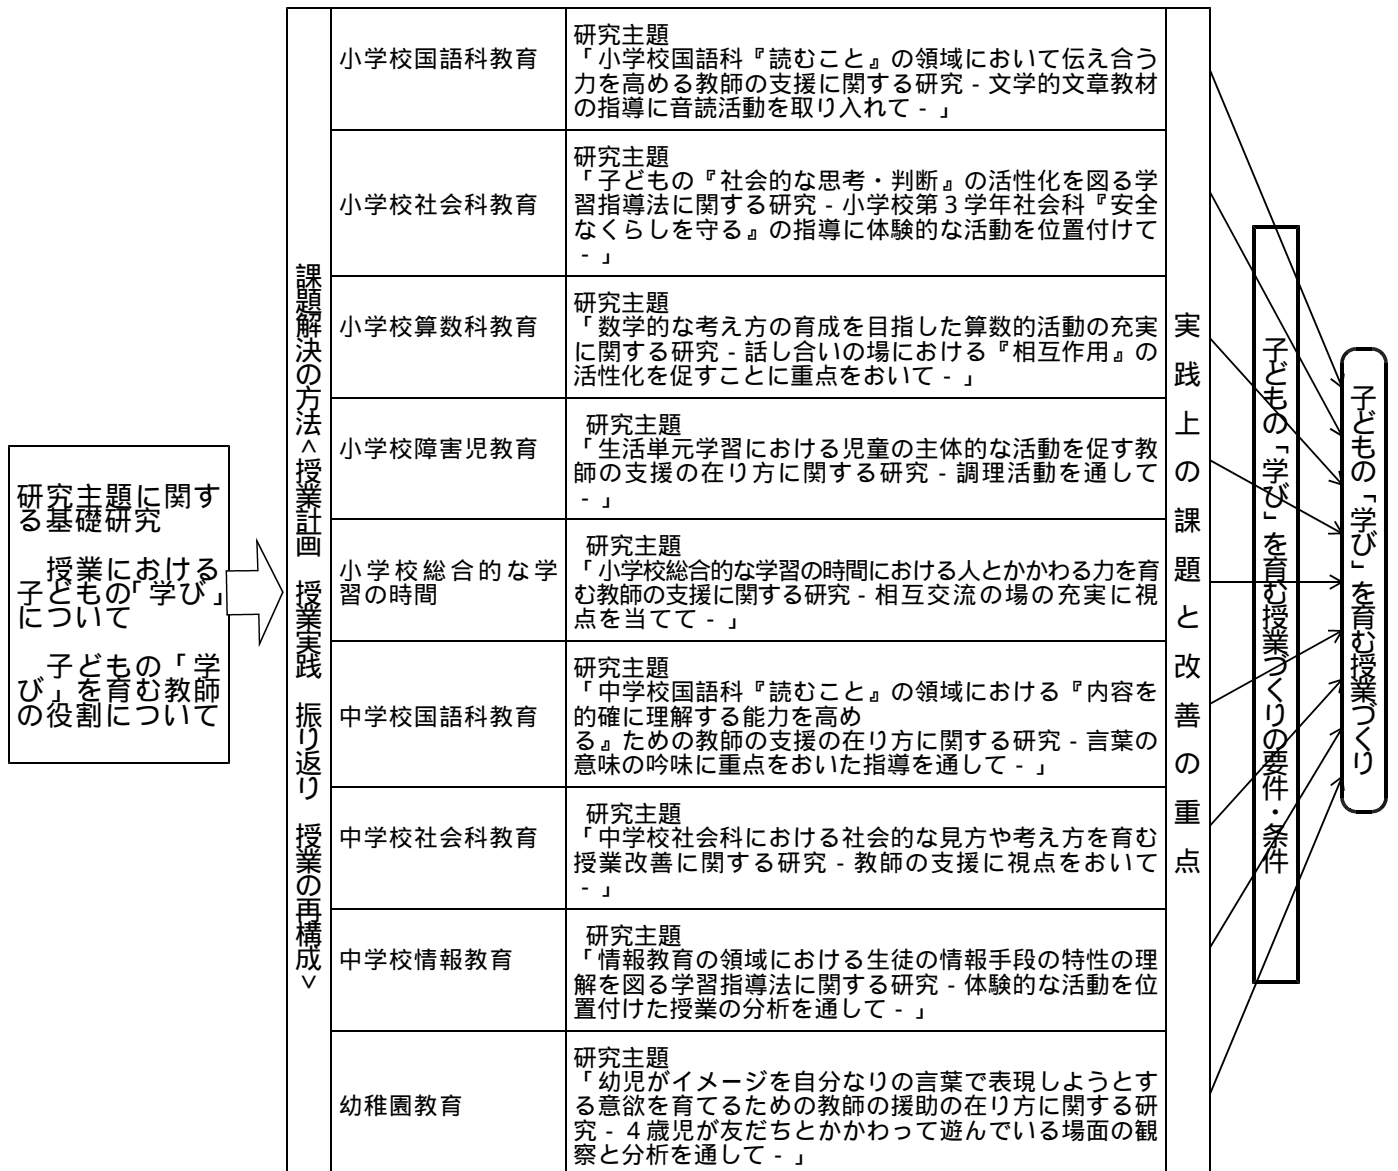 研究主題に関す
る基礎研究
授業における
子どもの「学び」
について
子どもの「学
び」を育む教師
の役割について
課題解決の方法<授業計画 授業実践 振り返り 授業の再構成>
小学校国語科教育
研究主題
「小学校国語科『読むこと』の領域において伝え合う
力を高める教師の支援に関する研究 - 文学的文章教材
の指導に音読活動を取り入れて - 」
小学校社会科教育
研究主題
「子どもの『社会的な思考・判断』の活性化を図る学
習指導法に関する研究 - 小学校第3学年社会科『安全
なくらしを守る』の指導に体験的な活動を位置付けて
- 」
小学校算数科教育
研究主題
「数学的な考え方の育成を目指した算数的活動の充実
に関する研究 - 話し合いの場における『相互作用』の
活性化を促すことに重点をおいて - 」
小学校障害児教育
研究主題
「生活単元学習における児童の主体的な活動を促す教
師の支援の在り方に関する研究 - 調理活動を通して
- 」
小学校総合的な学
習の時間
研究主題
「小学校総合的な学習の時間における人とかかわる力を育
む教師の支援に関する研究 - 相互交流の場の充実に視
点を当てて - 」
中学校国語科教育
研究主題
「中学校国語科『読むこと』の領域における『内容を
的確に理解する能力を高め
る』ための教師の支援の在り方に関する研究 - 言葉の
意味の吟味に重点をおいた指導を通して - 」
中学校社会科教育
研究主題
「中学校社会科における社会的な見方や考え方を育む
授業改善に関する研究 - 教師の支援に視点をおいて
- 」
中学校情報教育
研究主題
「情報教育の領域における生徒の情報手段の特性の理
解を図る学習指導法に関する研究 - 体験的な活動を位
置付けた授業の分析を通して - 」
幼稚園教育
研究主題
「幼児がイメージを自分なりの言葉で表現しようとす
る意欲を育てるための教師の援助の在り方に関する研
究 - 4歳児が友だちとかかわって遊んでいる場面の観
察と分析を通して - 」
実践上の課題と改善の重点
子どもの「学び」を育む授業づくりの要件・条件
子どもの「学び」を育む授業づくり